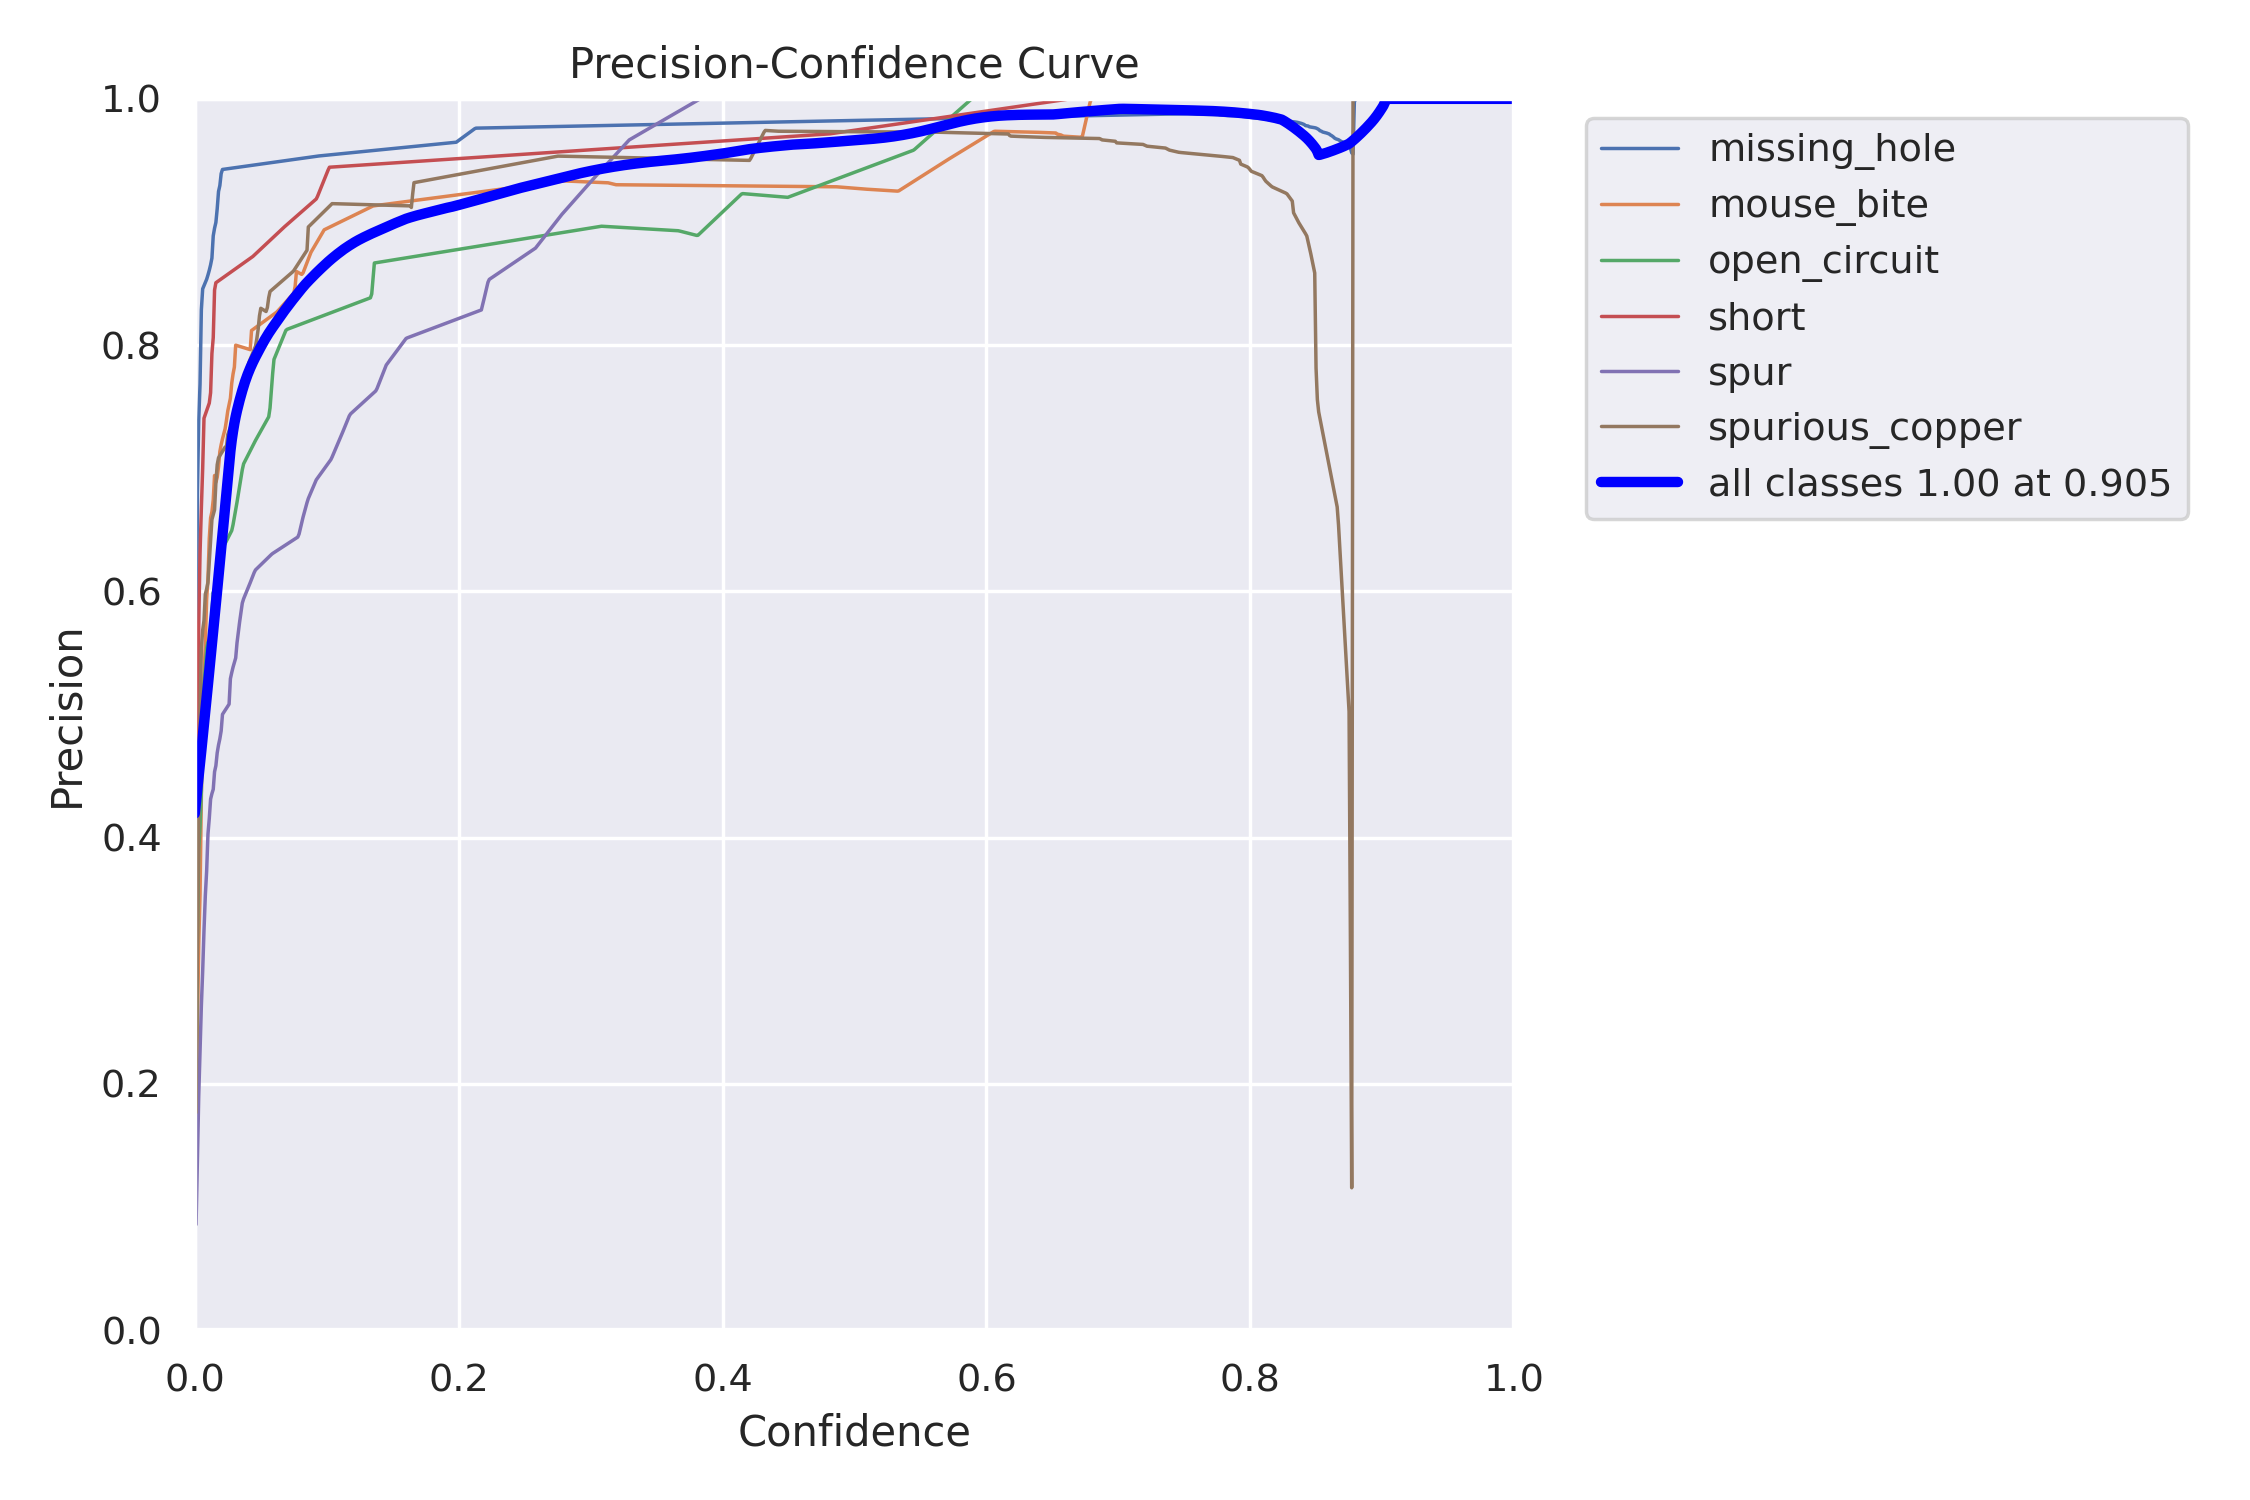 Precision-Confidence Curve
1.0
0.8
0.6
0.4
0.2
0.0
Precision
0.0 0.2 0.4 0.6 0.8 1.0
Confidence
missing_hole
mouse_bite
open_circuit
short
spur
spurious_copper
all classes 1.00 at 0.905